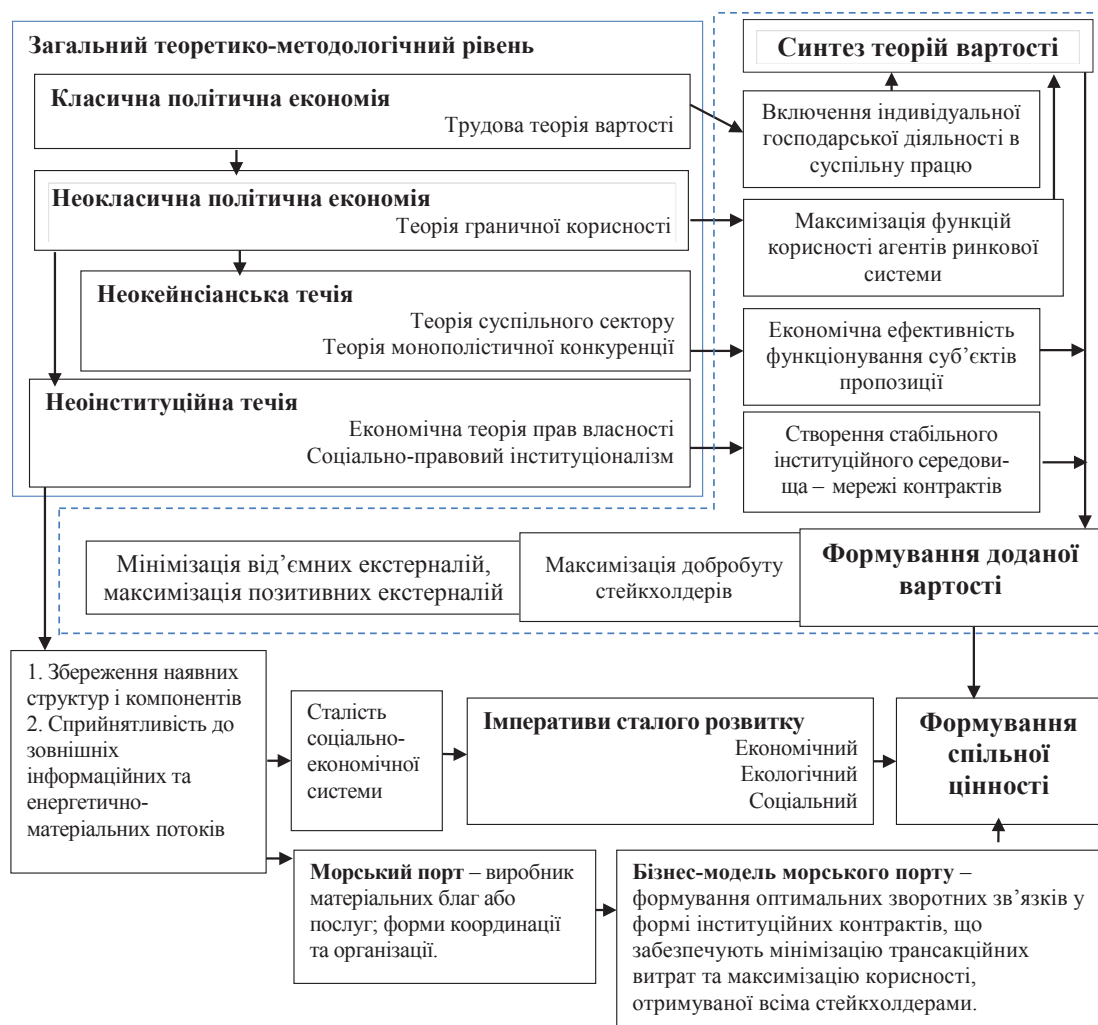 Загальний теоретико-методологічний рівень
Класична політична економія
Трудова теорія вартості
Неокласична політична економія
Теорія граничної корисності
Неокейнсіанська течія
Теорія суспільного сектору
Теорія монополістичної конкуренції
Неоінституційна течія
Економічна теорія прав власності
Соціально-правовий інституціоналізм
Синтез теорій вартості
Включення індивідуальної
господарської діяльності в
суспільну працю
Максимізація функцій
корисності агентів ринкової
системи
Економічна ефективність
функціонування суб’єктів
пропозиції
Створення стабільного
інституційного середови-
ща – мережі контрактів
Мінімізація від’ємних екстерналій,
максимізація позитивних екстерналій
Максимізація добробуту
стейкхолдерів
Формування доданої
вартості
1. Збереження наявних
структур і компонентів
2. Сприйнятливість до
зовнішніх
інформаційних та
енергетично-
матеріальних потоків
Сталість
соціально-
економічної
системи
Імперативи сталого розвитку
Економічний
Екологічний
Соціальний
Формування
спільної
цінності
Морський порт – виробник
матеріальних благ або
послуг; форми координації
та організації.
Бізнес-модель морського порту –
формування оптимальних зворотних зв’язків у
формі інституційних контрактів, що
забезпечують мінімізацію трансакційних
витрат та максимізацію корисності,
отримуваної всіма стейкхолдерами.